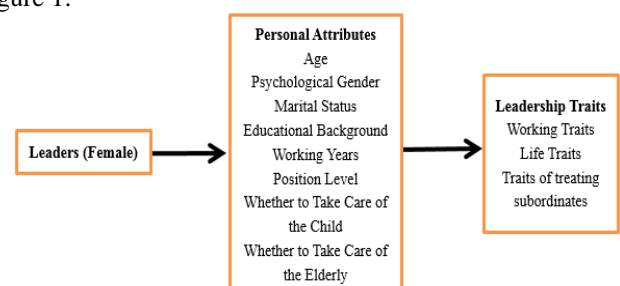 gure 1.
Personal Attributes
Age
Psychological Gender
Marital Status
Educational Background
Working Years
Position Level
Whether to Take Care of
the Child
Whether to Take Care of
the Elderly
Leaders (Female)
Leadership Traits
Working Traits
Life Traits
Traits of treating
subordinates